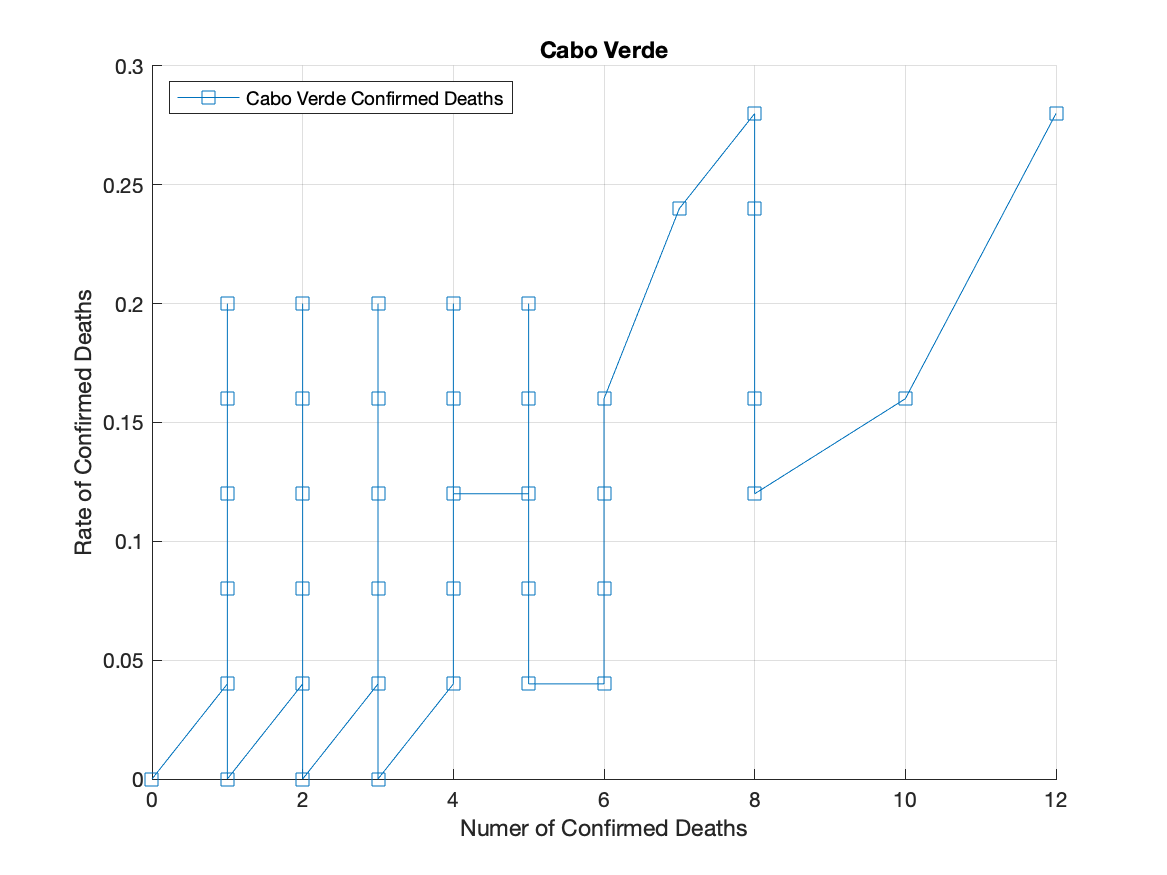 Cabo Verde
Cabo Verde Confirmed Deaths
0.3
0.25
0.2
0.15
0.1
0.05
0
Rate of Confirmed Deaths
0 2 4 6 8 10 12
Numer of Confirmed Deaths